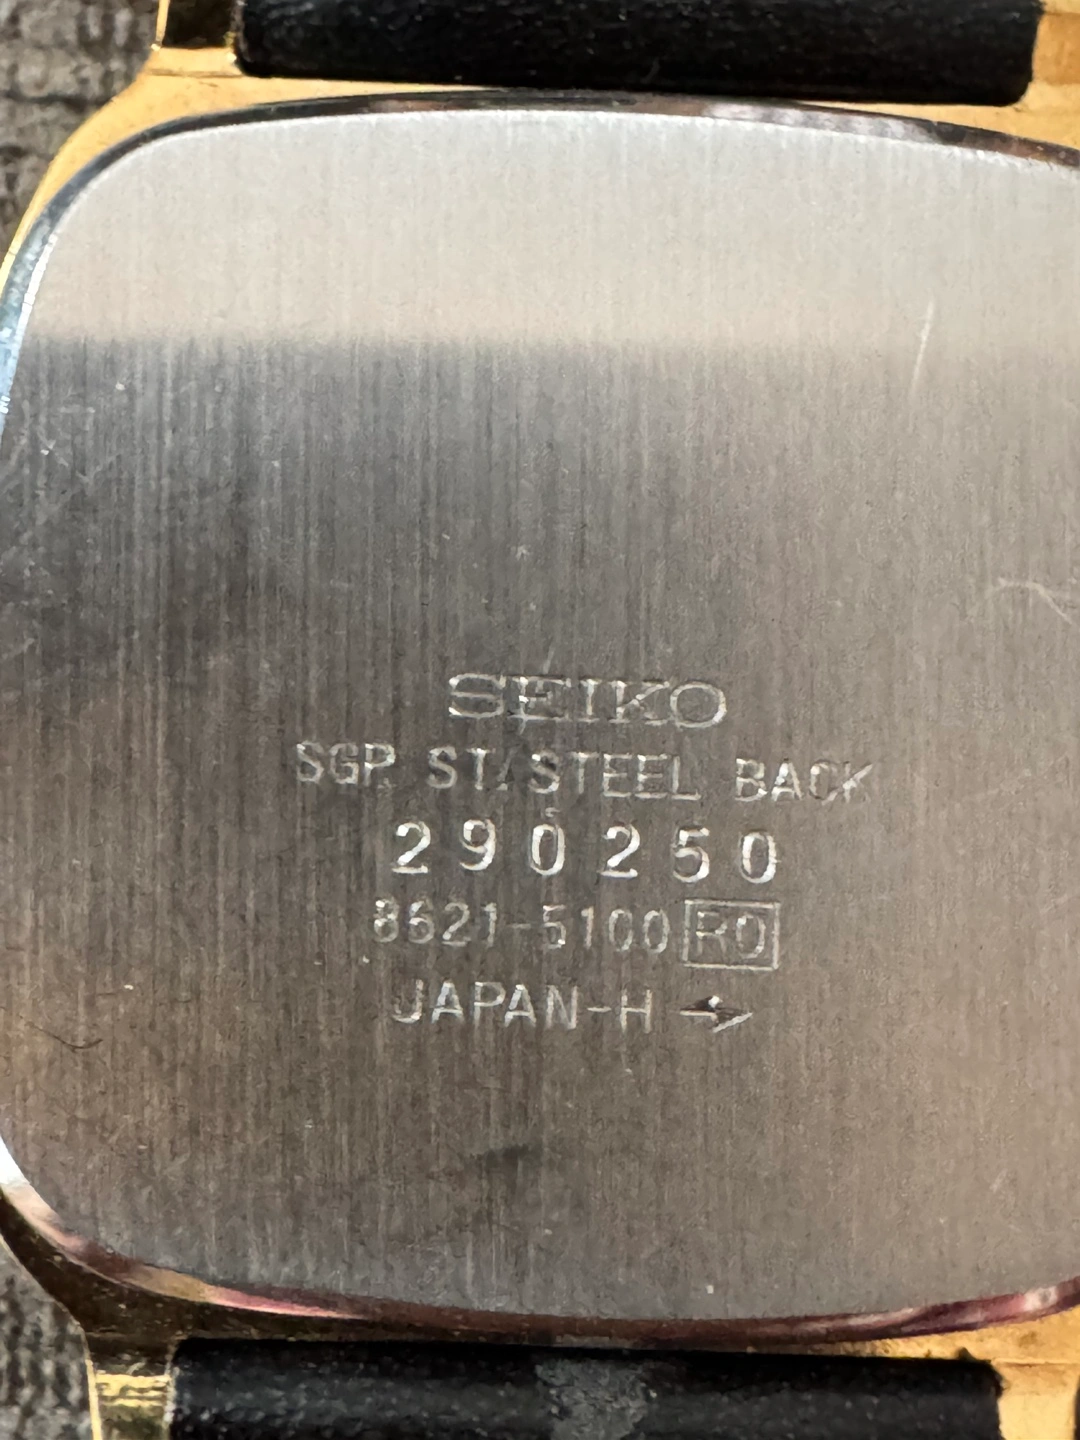 SEIKO
SGP. ST. STEEL BACK
290250
8621-5100 R0
JAPAN-H →